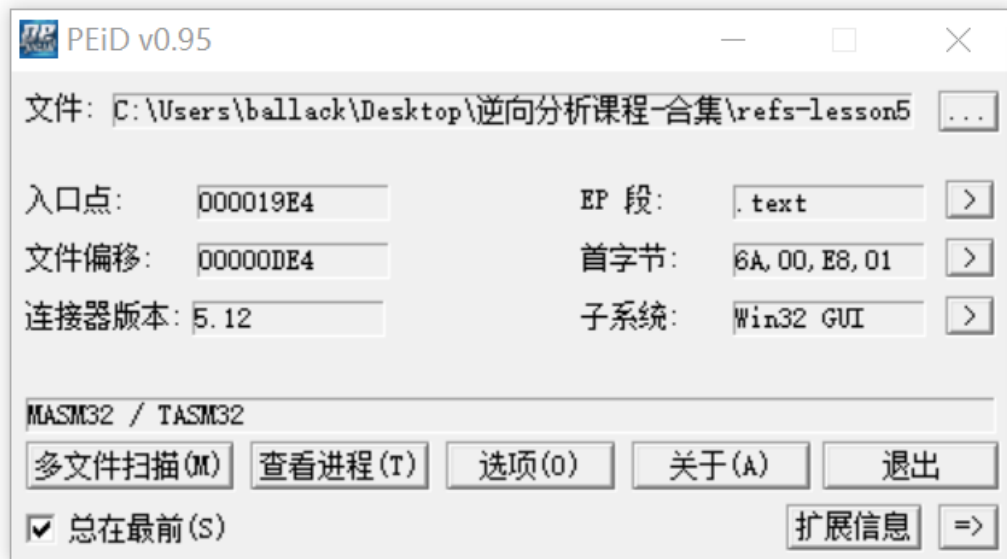 PEiD v0.95
文件: C:\Users\ballack\Desktop\逆向分析课程-合集\refs-lesson5 ...
入口点: 000019E4 EP 段: .text >
文件偏移: 00000DE4 首字节: 6A,00,E8,01 >
连接器版本: 5.12 子系统: Win32 GUI >
MASM32 / TASM32
多文件扫描(M) 查看进程(T) 选项(O) 关于(A) 退出
总在最前(S) 扩展信息 =>